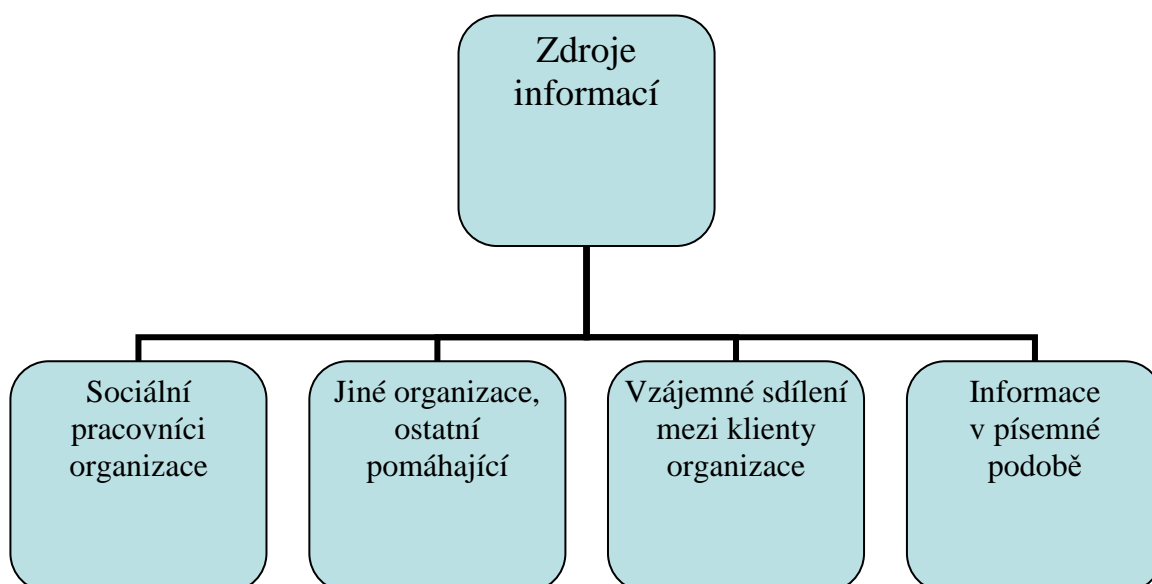 Zdroje
informací
Sociální
pracovníci
organizace
Jiné organizace,
ostatní
pomáhající
Vzájemné sdílení
mezi klienty
organizace
Informace
v písemné
podobě